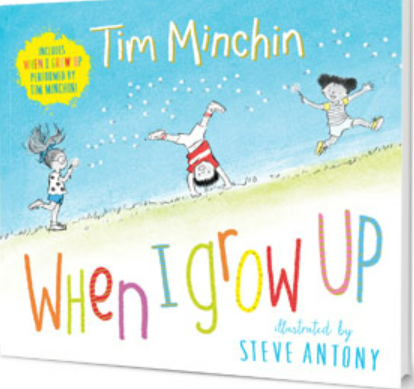 Tim Minchin
INCLUDES
WHEN I GROW UP
PERFORMED BY
TIM MINCHIN!
WHEn I grow UP
illustrated by
STEVE ANTONY